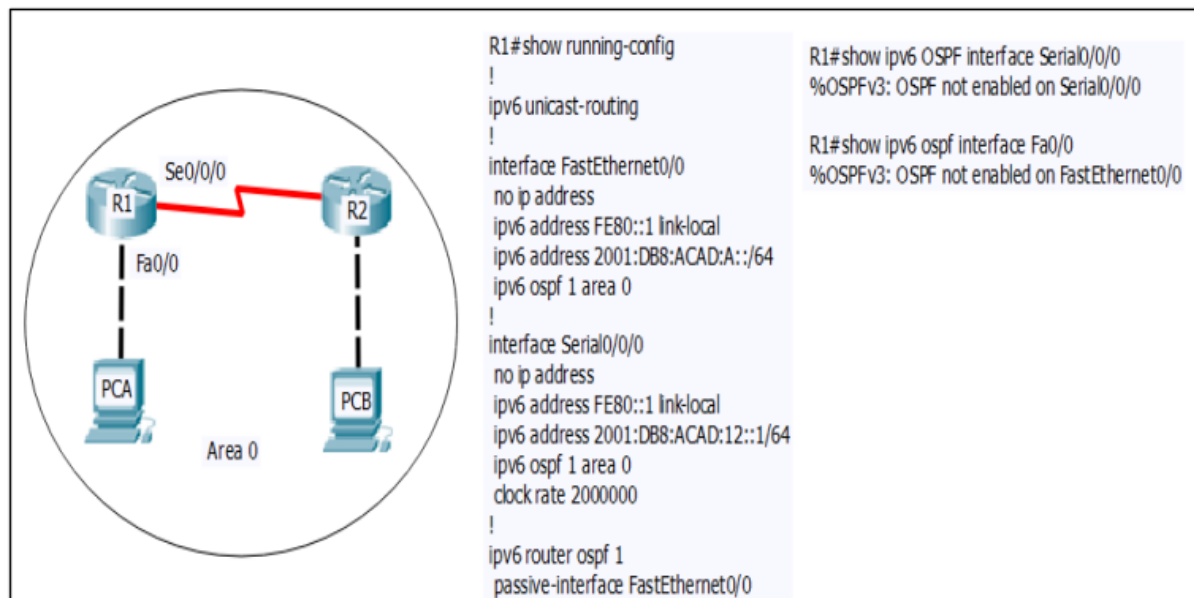 Se0/0/0
R1
R2
Fa0/0
PCA
PCB
Area 0
R1#show running-config
!
ipv6 unicast-routing
!
interface FastEthernet0/0
no ip address
ipv6 address FE80::1 link-local
ipv6 address 2001:DB8:ACAD:A::/64
ipv6 ospf 1 area 0
!
interface Serial0/0/0
no ip address
ipv6 address FE80::1 link-local
ipv6 address 2001:DB8:ACAD:12::1/64
ipv6 ospf 1 area 0
clock rate 2000000
!
ipv6 router ospf 1
passive-interface FastEthernet0/0
R1#show ipv6 OSPF interface Serial0/0/0
%OSPFv3: OSPF not enabled on Serial0/0/0
R1#show ipv6 ospf interface Fa0/0
%OSPFv3: OSPF not enabled on FastEthernet0/0